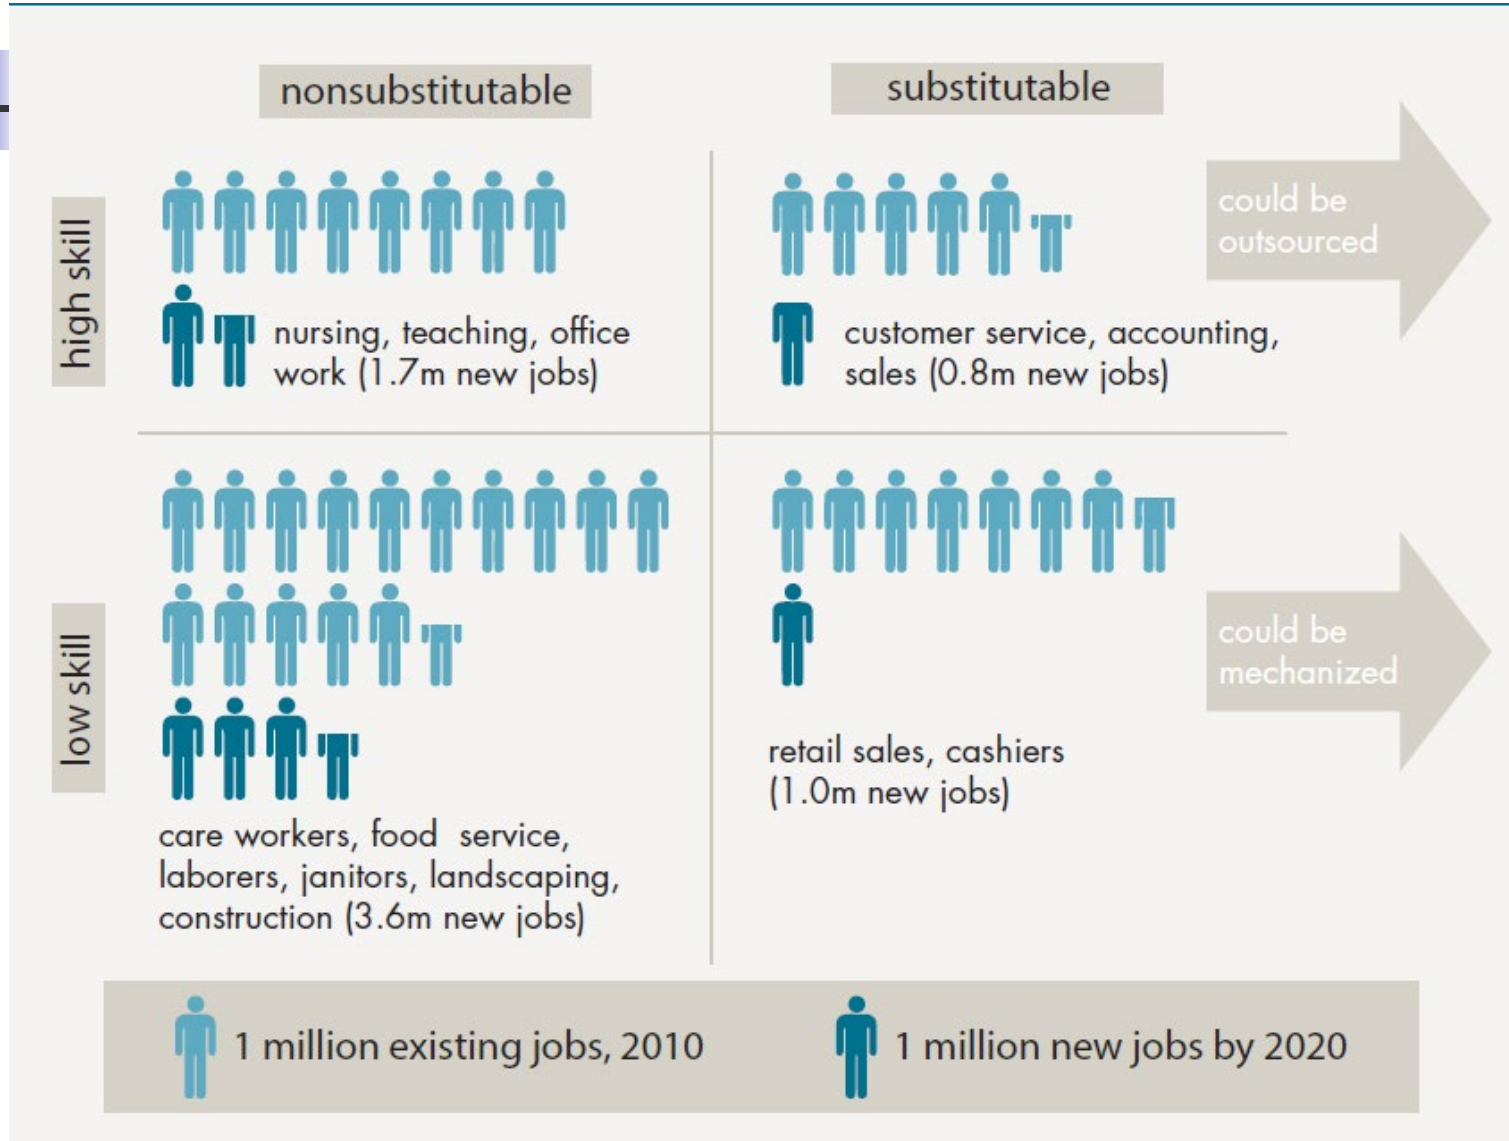 nonsubstitutable
substitutable
high skill
nursing, teaching, office
work (1.7m new jobs)
customer service, accounting,
sales (0.8m new jobs)
could be
outsourced
low skill
care workers, food service,
laborers, janitors, landscaping,
construction (3.6m new jobs)
retail sales, cashiers
(1.0m new jobs)
could be
mechanized
1 million existing jobs, 2010
1 million new jobs by 2020